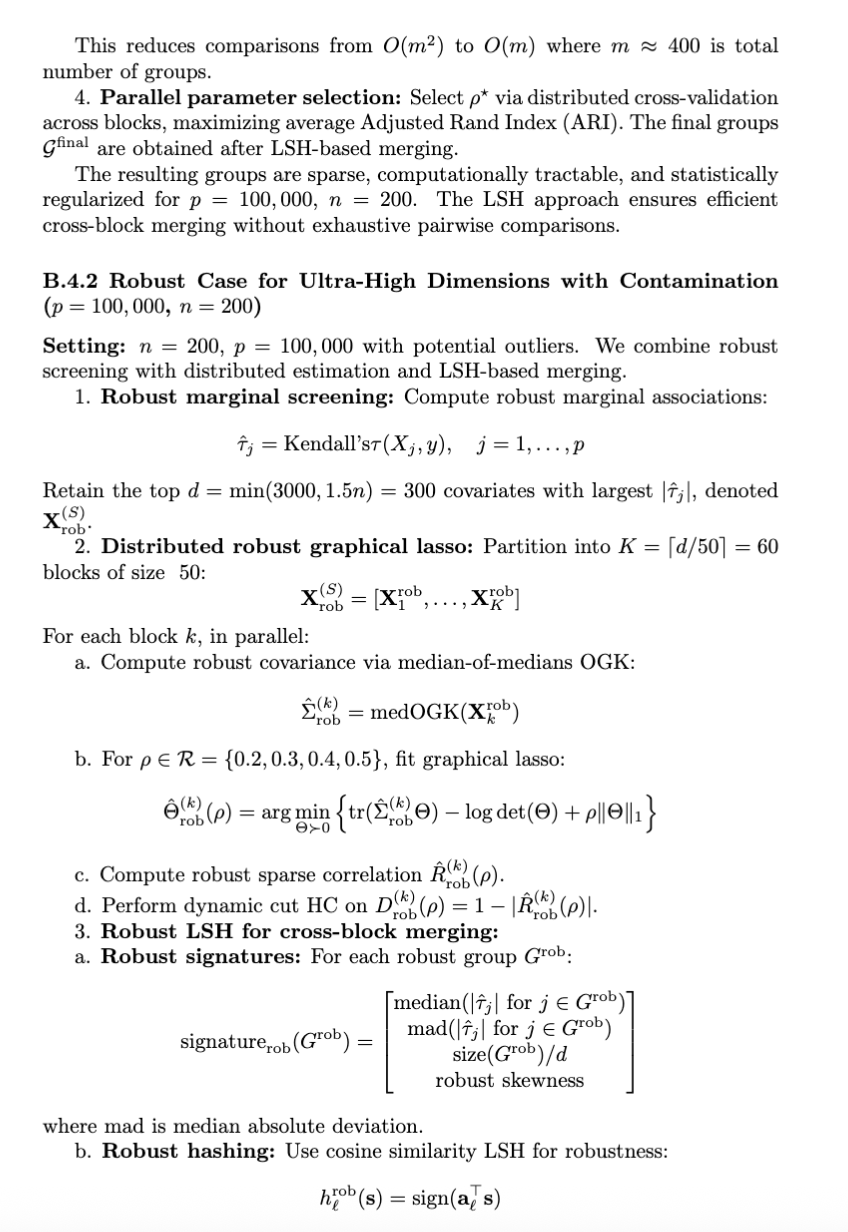 This reduces comparisons from O(m²) to O(m) where m ≈ 400 is total
number of groups.
4. Parallel parameter selection: Select ρ⋆ via distributed cross-validation
across blocks, maximizing average Adjusted Rand Index (ARI). The final groups
𝒢^final are obtained after LSH-based merging.
The resulting groups are sparse, computationally tractable, and statistically
regularized for p = 100, 000, n = 200. The LSH approach ensures efficient
cross-block merging without exhaustive pairwise comparisons.
B.4.2 Robust Case for Ultra-High Dimensions with Contamination
(p = 100, 000, n = 200)
Setting: n = 200, p = 100, 000 with potential outliers. We combine robust
screening with distributed estimation and LSH-based merging.
1. Robust marginal screening: Compute robust marginal associations:
τ̂_j = Kendall'sτ(X_j, y), j = 1, . . . , p
Retain the top d = min(3000, 1.5n) = 300 covariates with largest |τ̂_j|, denoted
X_rob^(S).
2. Distributed robust graphical lasso: Partition into K = ⌈d/50⌉ = 60
blocks of size 50:
X_rob^(S) = [X_1^rob, . . . , X_K^rob]
For each block k, in parallel:
a. Compute robust covariance via median-of-medians OGK:
Σ̂_rob^(k) = medOGK(X_k^rob)
b. For ρ ∈ ℛ = {0.2, 0.3, 0.4, 0.5}, fit graphical lasso:
Θ̂_rob^(k)(ρ) = arg min_{Θ≻0} {tr(Σ̂_rob^(k)Θ) − log det(Θ) + ρ‖Θ‖₁}
c. Compute robust sparse correlation R̂_rob^(k)(ρ).
d. Perform dynamic cut HC on D_rob^(k)(ρ) = 1 − |R̂_rob^(k)(ρ)|.
3. Robust LSH for cross-block merging:
a. Robust signatures: For each robust group G^rob:
signature_rob(G^rob) = [median(|τ̂_j| for j ∈ G^rob)
mad(|τ̂_j| for j ∈ G^rob)
size(G^rob)/d
robust skewness]
where mad is median absolute deviation.
b. Robust hashing: Use cosine similarity LSH for robustness:
h_ℓ^rob(s) = sign(a_ℓ^⊤ s)